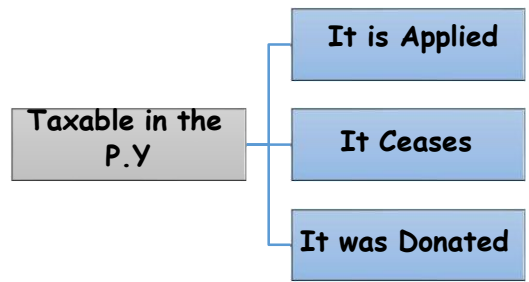 Taxable in the
P.Y
It is Applied
It Ceases
It was Donated